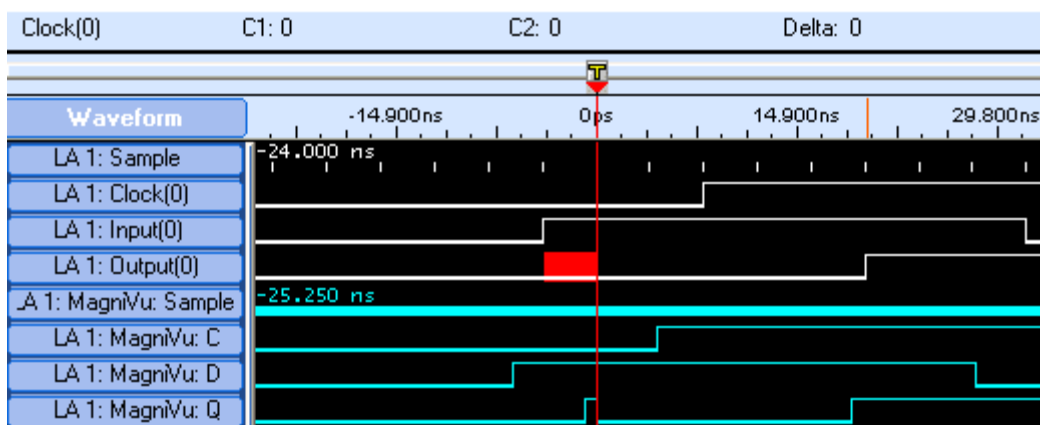 Clock(0) C1: 0 C2: 0 Delta: 0
T
Waveform -14.900ns 0ps 14.900ns 29.800ns
LA 1: Sample -24.000 ns
LA 1: Clock(0)
LA 1: Input(0)
LA 1: Output(0)
A 1: MagniVu: Sample -25.250 ns
LA 1: MagniVu: C
LA 1: MagniVu: D
LA 1: MagniVu: Q